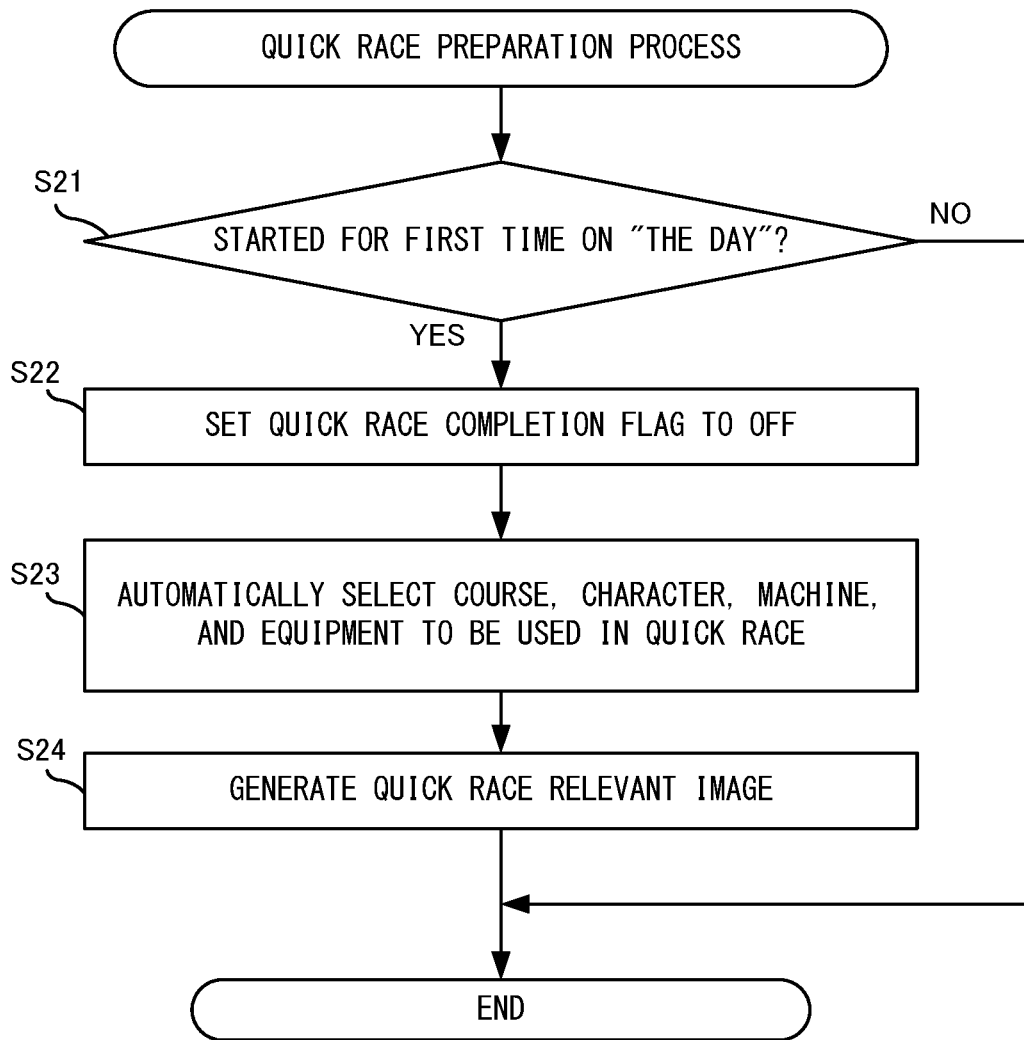 QUICK RACE PREPARATION PROCESS
S21
STARTED FOR FIRST TIME ON "THE DAY"?
NO
YES
S22
SET QUICK RACE COMPLETION FLAG TO OFF
S23
AUTOMATICALLY SELECT COURSE, CHARACTER, MACHINE,
AND EQUIPMENT TO BE USED IN QUICK RACE
S24
GENERATE QUICK RACE RELEVANT IMAGE
END